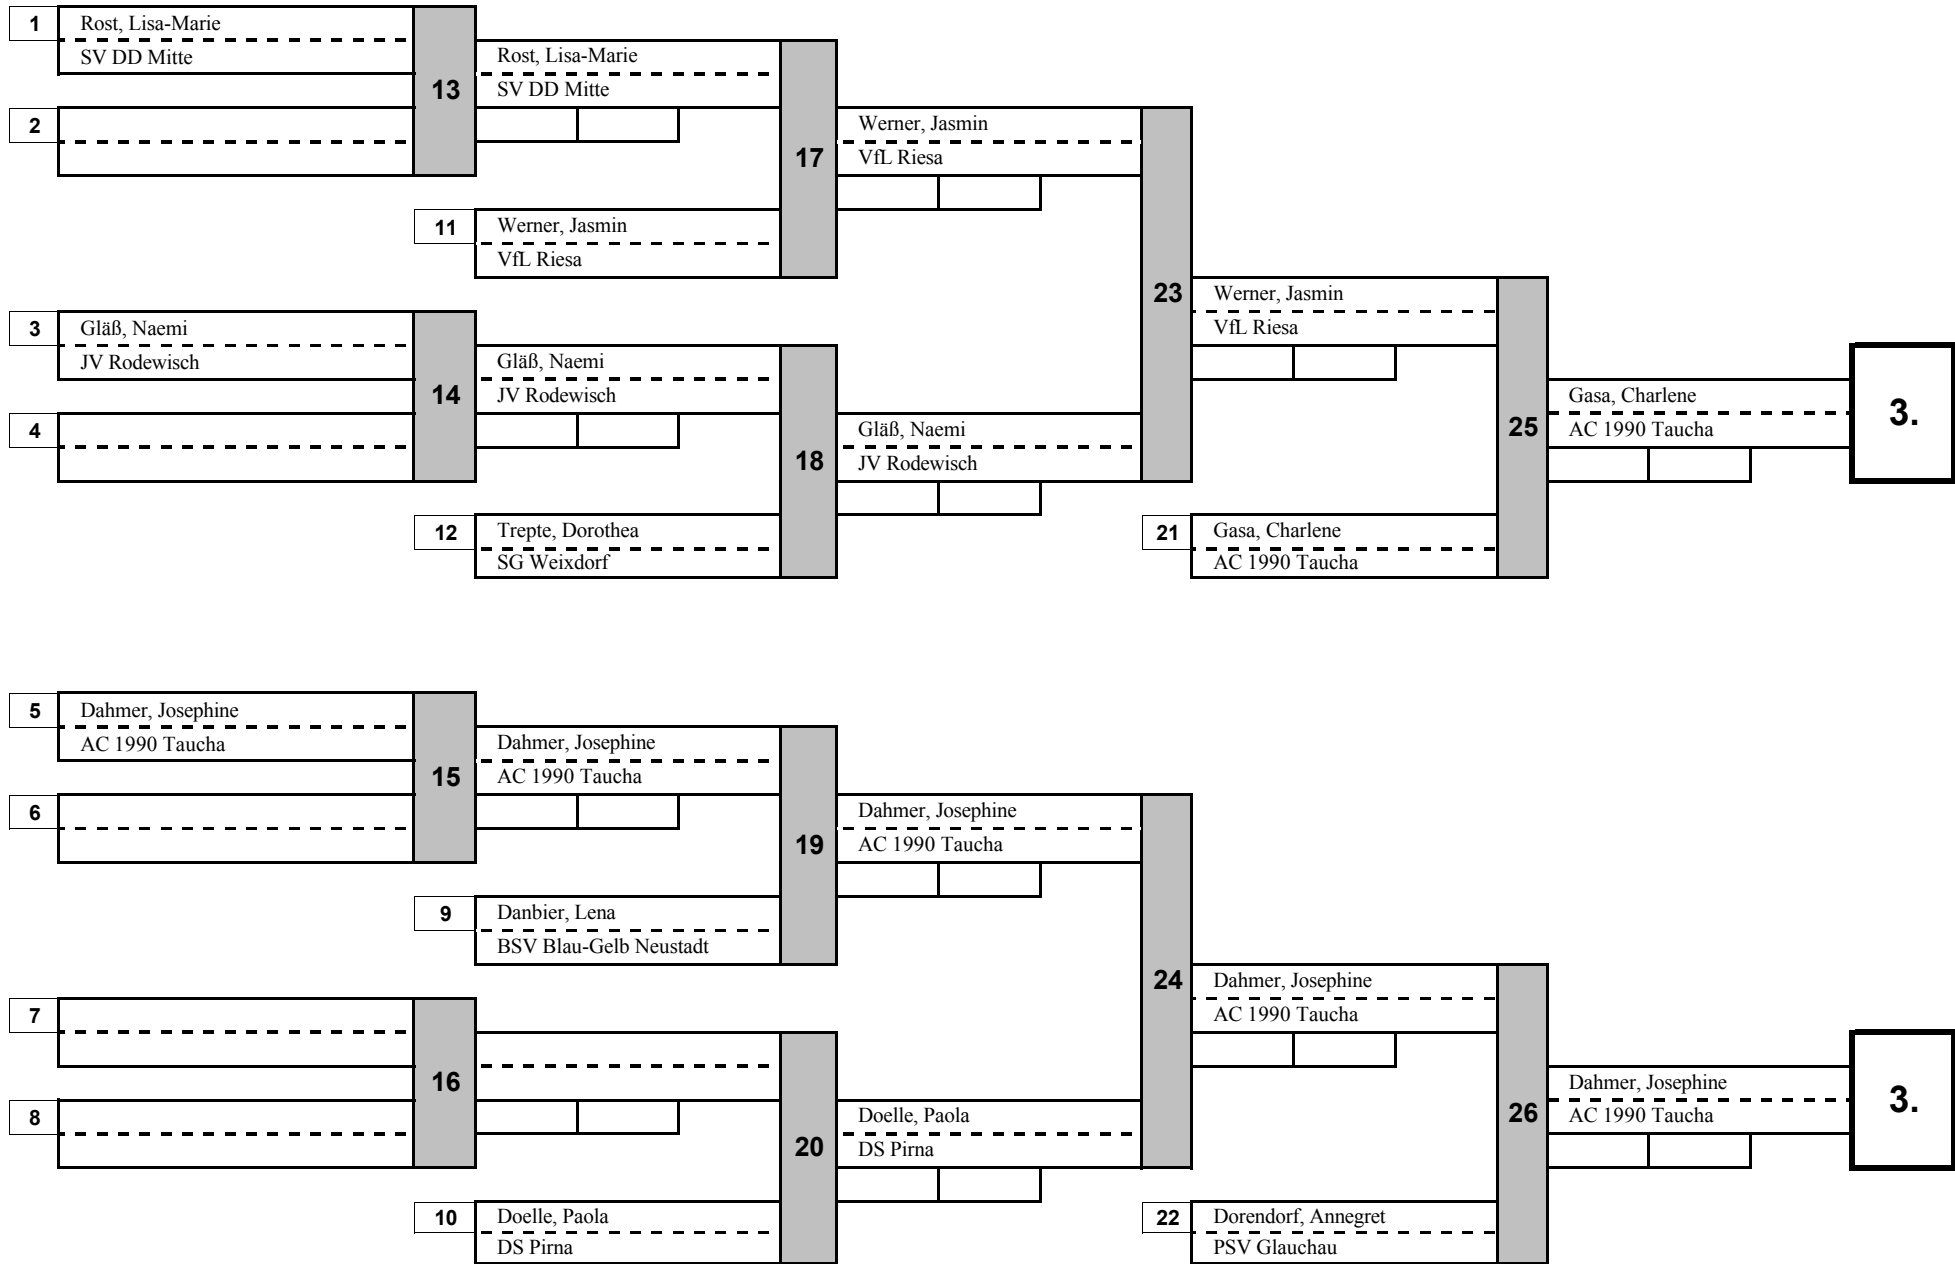 1
Rost, Lisa-Marie
SV DD Mitte
13
Rost, Lisa-Marie
SV DD Mitte
2
17
Werner, Jasmin
VfL Riesa
11
Werner, Jasmin
VfL Riesa
23
Werner, Jasmin
VfL Riesa
3
Gläß, Naemi
JV Rodewisch
14
Gläß, Naemi
JV Rodewisch
4
18
Gläß, Naemi
JV Rodewisch
25
Gasa, Charlene
AC 1990 Taucha
3.
12
Trepte, Dorothea
SG Weixdorf
21
Gasa, Charlene
AC 1990 Taucha
5
Dahmer, Josephine
AC 1990 Taucha
15
Dahmer, Josephine
AC 1990 Taucha
6
19
Dahmer, Josephine
AC 1990 Taucha
9
Danbier, Lena
BSV Blau-Gelb Neustadt
24
Dahmer, Josephine
AC 1990 Taucha
7
16
8
20
Doelle, Paola
DS Pirna
26
Dahmer, Josephine
AC 1990 Taucha
3.
10
Doelle, Paola
DS Pirna
22
Dorendorf, Annegret
PSV Glauchau